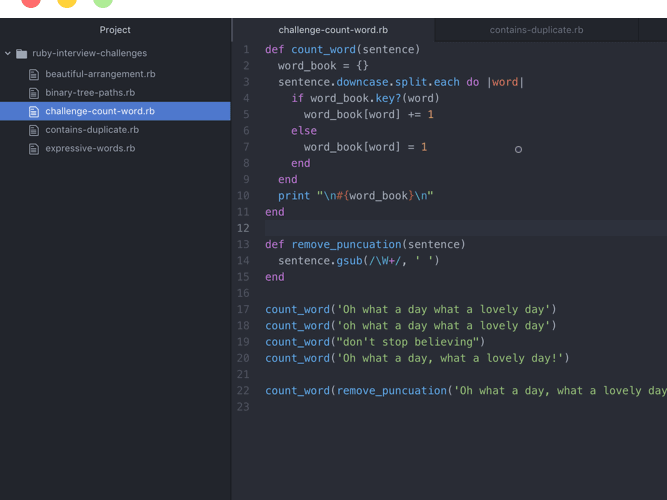 Project
ruby-interview-challenges
beautiful-arrangement.rb
binary-tree-paths.rb
challenge-count-word.rb
contains-duplicate.rb
expressive-words.rb
challenge-count-word.rb
contains-duplicate.rb
1 def count_word(sentence)
2   word_book = {}
3   sentence.downcase.split.each do |word|
4     if word_book.key?(word)
5       word_book[word] += 1
6     else
7       word_book[word] = 1
8     end
9   end
10   print "\n#{word_book}\n"
11 end
12
13 def remove_puncuation(sentence)
14   sentence.gsub(/\W+/, ' ')
15 end
16
17 count_word('Oh what a day what a lovely day')
18 count_word('oh what a day what a lovely day')
19 count_word("don't stop believing")
20 count_word('Oh what a day, what a lovely day!')
21
22 count_word(remove_puncuation('Oh what a day, what a lovely day
23